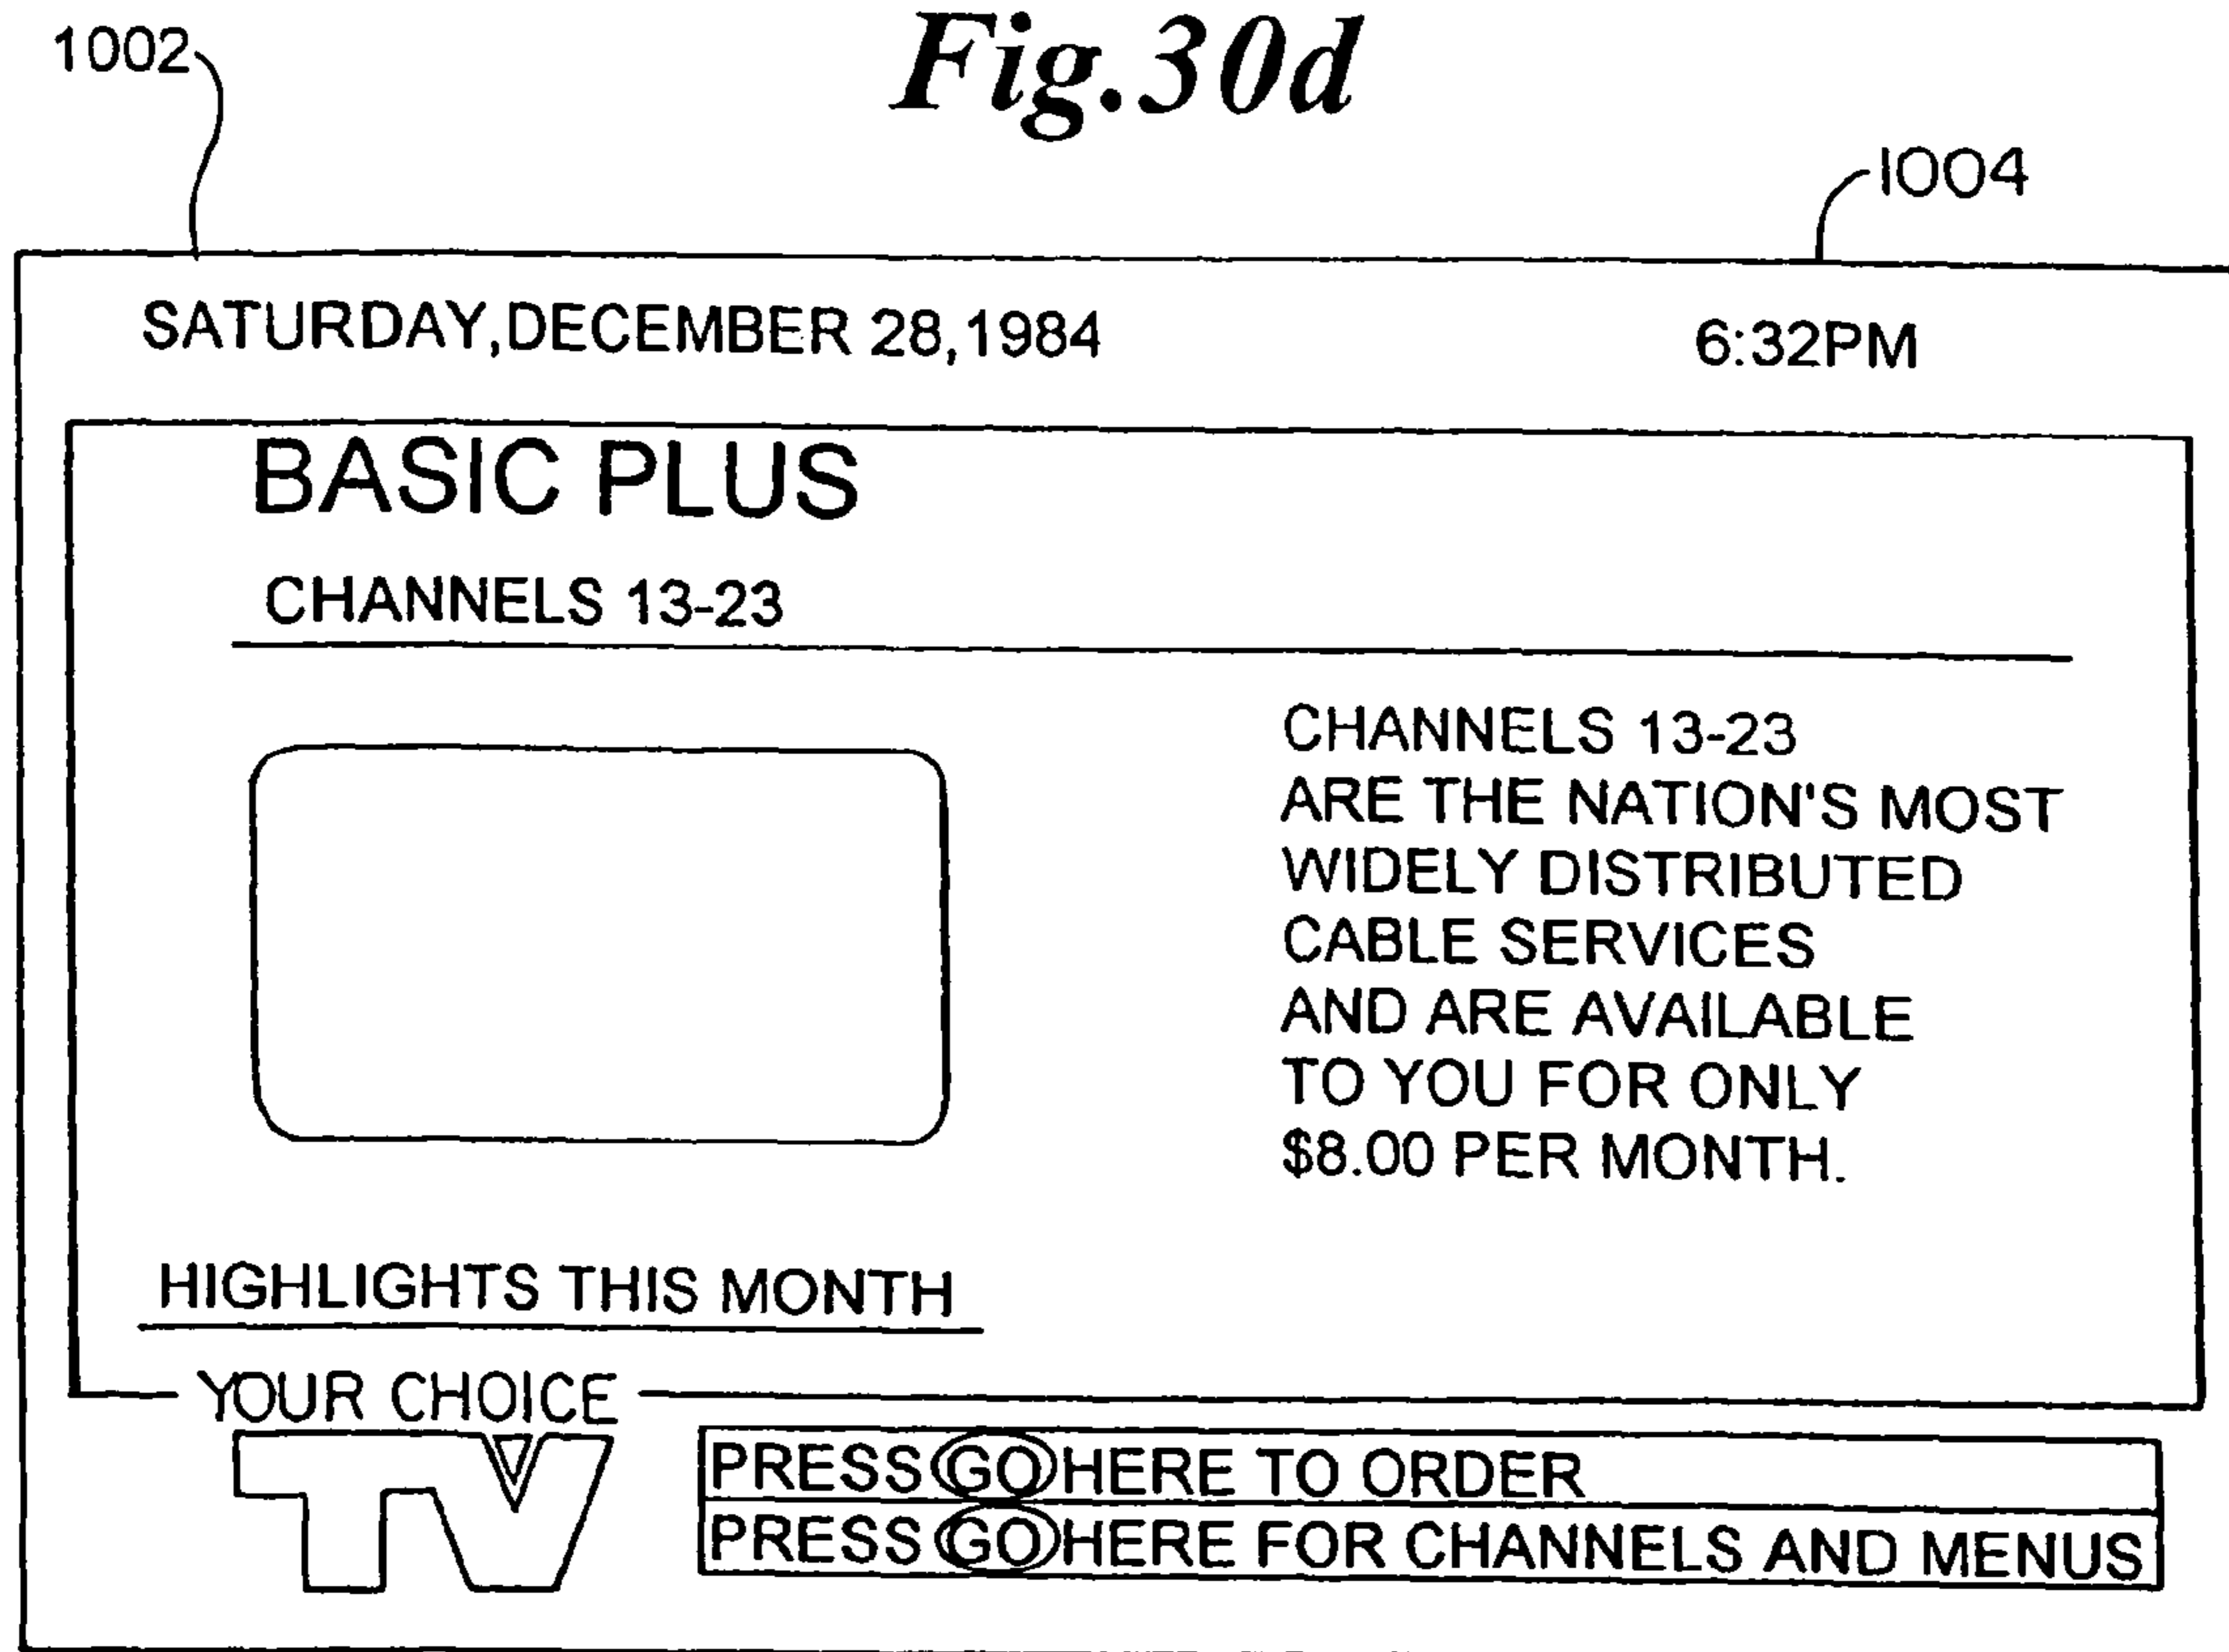 Fig.30d
1002
1004
SATURDAY,DECEMBER 28,1984
6:32PM
BASIC PLUS
CHANNELS 13-23
CHANNELS 13-23
ARE THE NATION'S MOST
WIDELY DISTRIBUTED
CABLE SERVICES
AND ARE AVAILABLE
TO YOU FOR ONLY
$8.00 PER MONTH.
HIGHLIGHTS THIS MONTH
YOUR CHOICE
TV
PRESS GO HERE TO ORDER
PRESS GO HERE FOR CHANNELS AND MENUS